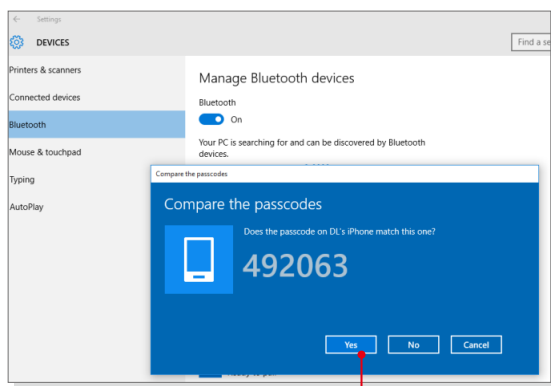 ← Settings
DEVICES
Find a se
Printers & scanners
Manage Bluetooth devices
Connected devices
Bluetooth
On
Bluetooth
Your PC is searching for and can be discovered by Bluetooth
devices.
Mouse & touchpad
Typing
AutoPlay
Compare the passcodes
Compare the passcodes
Does the passcode on DL's iPhone match this one?
492063
Yes
No
Cancel